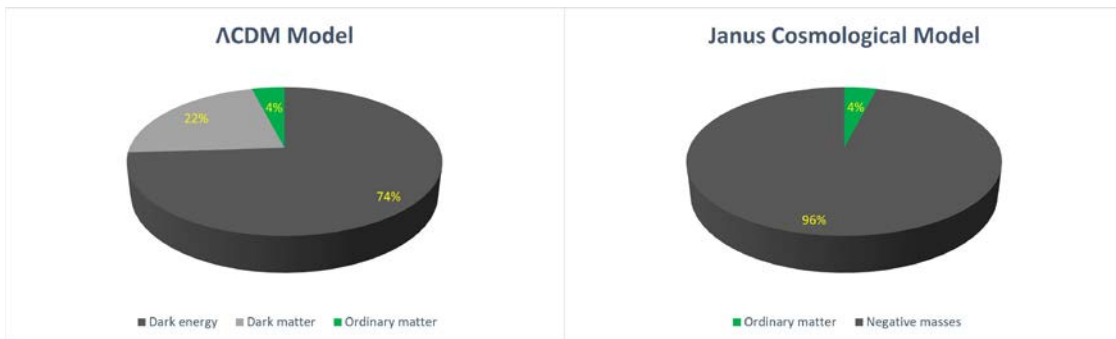 ΛCDM Model
4%
22%
74%
Dark energy Dark matter Ordinary matter
Janus Cosmological Model
4%
96%
Ordinary matter Negative masses